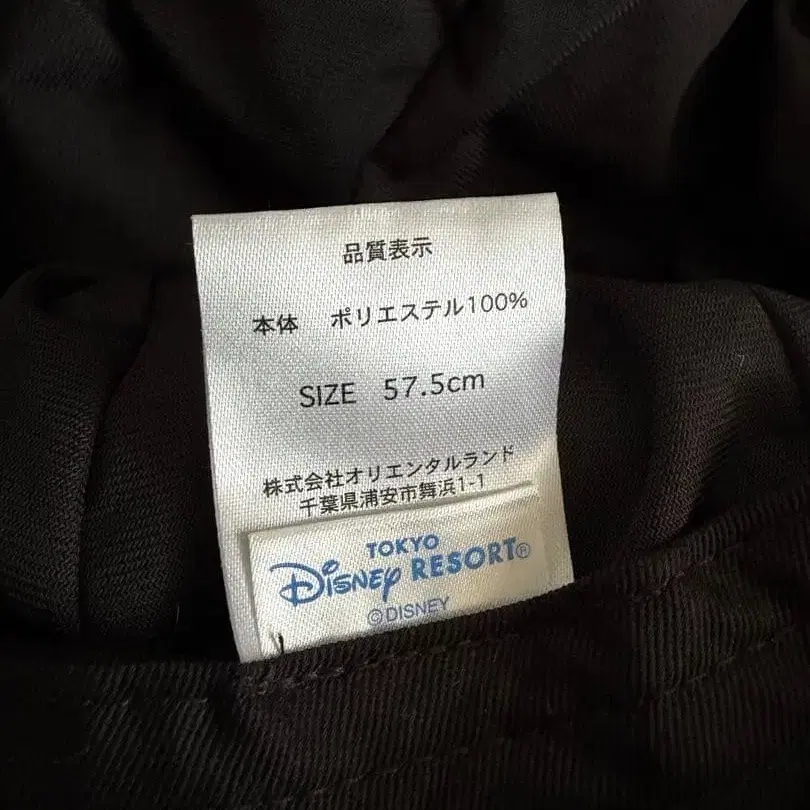 品質表示
本体 ポリエステル100%
SIZE 57.5cm
株式会社オリエンタルランド
千葉県浦安市舞浜1-1
TOKYO
Disney RESORT®
©DISNEY